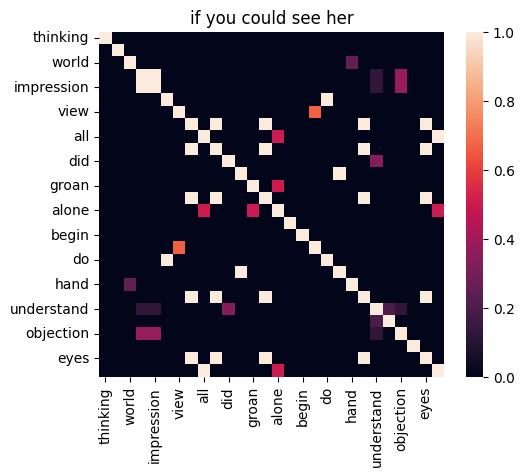 if you could see her
thinking
world
impression
view
all
did
groan
alone
begin
do
hand
understand
objection
eyes
1.0
0.8
0.6
0.4
0.2
0.0
thinking
world
impression
view
all
did
groan
alone
begin
do
hand
understand
objection
eyes